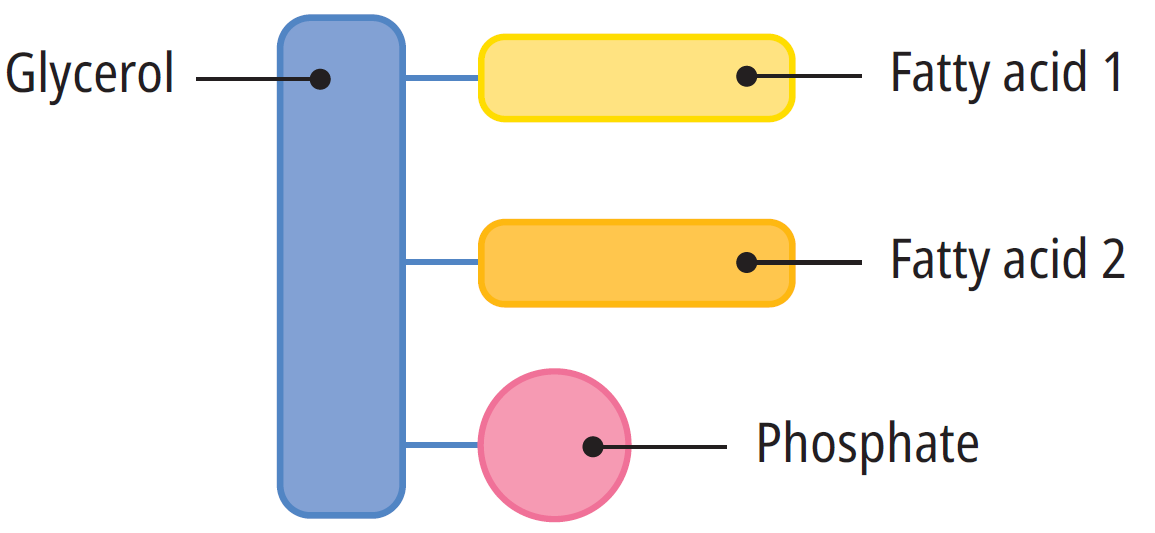 Glycerol
Fatty acid 1
Fatty acid 2
Phosphate